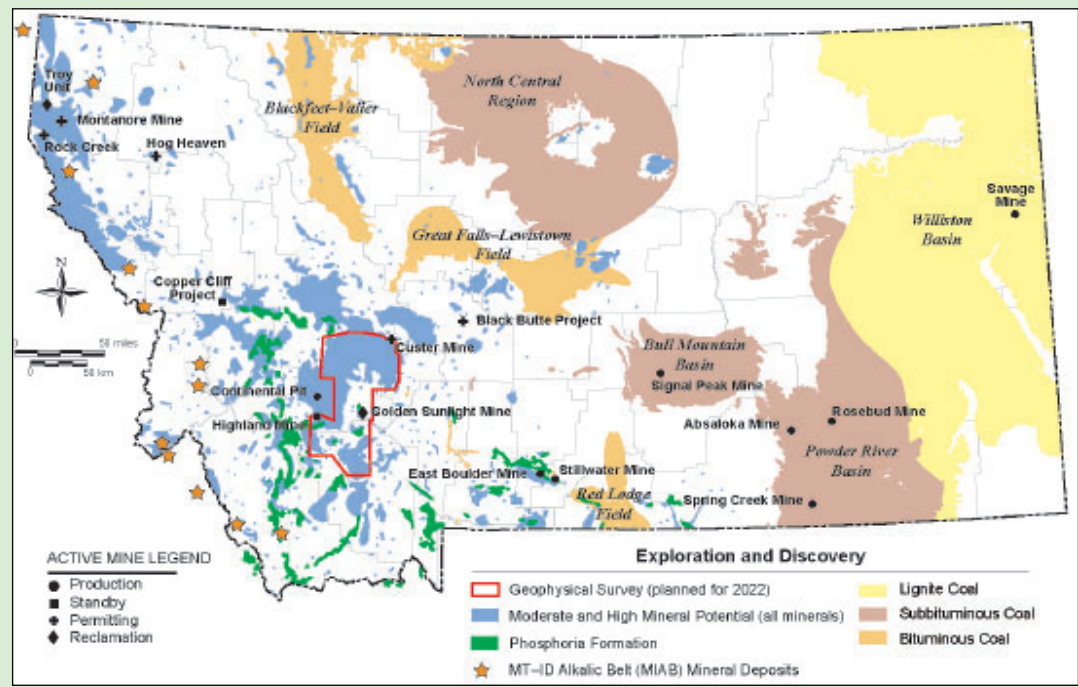 Troy
Unit
Montanore Mine
Rock Creek
Hog Heaven
Blackfeet–Valier
Field
North Central
Region
Savage
Mine
Williston
Basin
Great Falls–Lewistown
Field
N
Copper Cliff
Project
Black Butte Project
Custer Mine
0 50 miles
0 50 km
Bull Mountain
Basin
Signal Peak Mine
Continental Pit
Highland Mine
Golden Sunlight Mine
Absaloka Mine
Rosebud Mine
Powder River
Basin
East Boulder Mine
Stillwater Mine
Red Lodge
Field
Spring Creek Mine
ACTIVE MINE LEGEND
Production
Standby
Permitting
Reclamation
Exploration and Discovery
Geophysical Survey (planned for 2022)
Moderate and High Mineral Potential (all minerals)
Phosphoria Formation
MT–ID Alkalic Belt (MIAB) Mineral Deposits
Lignite Coal
Subbituminous Coal
Bituminous Coal